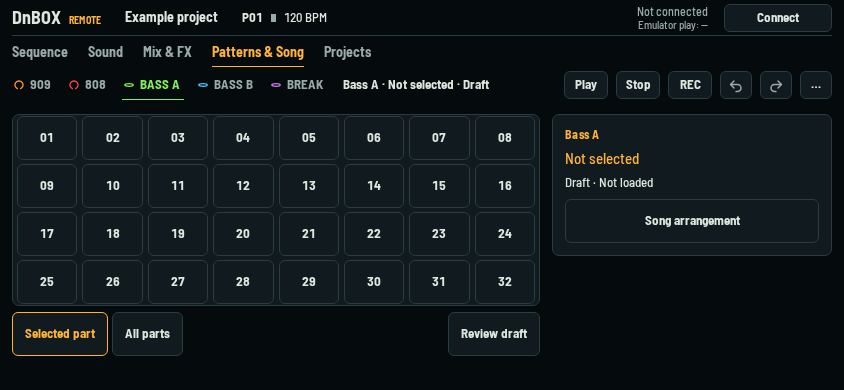 DnBOX REMOTE Example project P01 120 BPM Not connected Connect
Emulator play: —
Sequence Sound Mix & FX Patterns & Song Projects
909 808 BASS A BASS B BREAK Bass A · Not selected · Draft Play Stop REC ...
01 02 03 04 05 06 07 08
09 10 11 12 13 14 15 16
17 18 19 20 21 22 23 24
25 26 27 28 29 30 31 32
Bass A
Not selected
Draft · Not loaded
Song arrangement
Selected part All parts Review draft